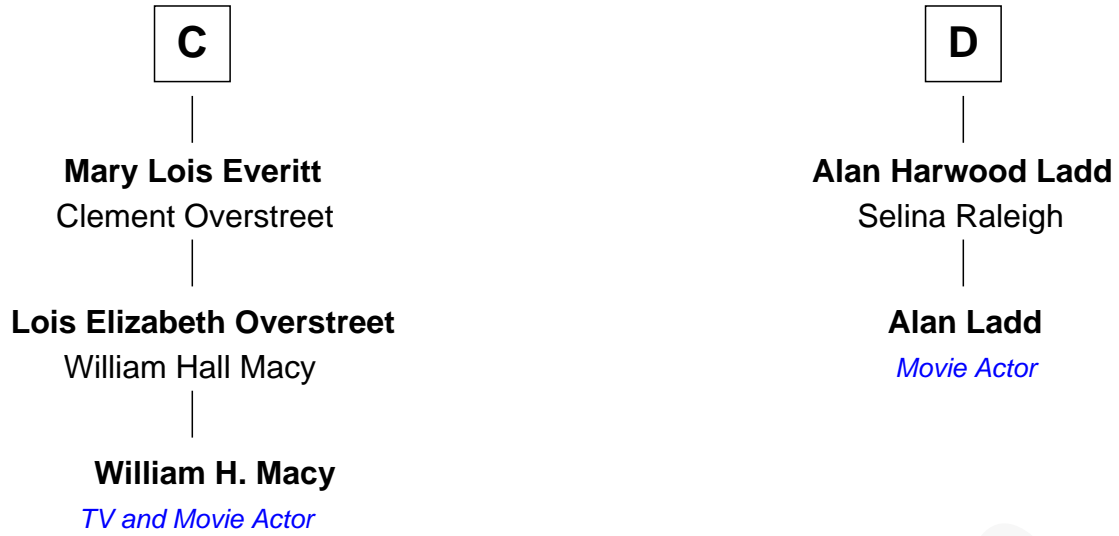 C
Mary Lois Everitt
Clement Overstreet
Lois Elizabeth Overstreet
William Hall Macy
William H. Macy
TV and Movie Actor
D
Alan Harwood Ladd
Selina Raleigh
Alan Ladd
Movie Actor